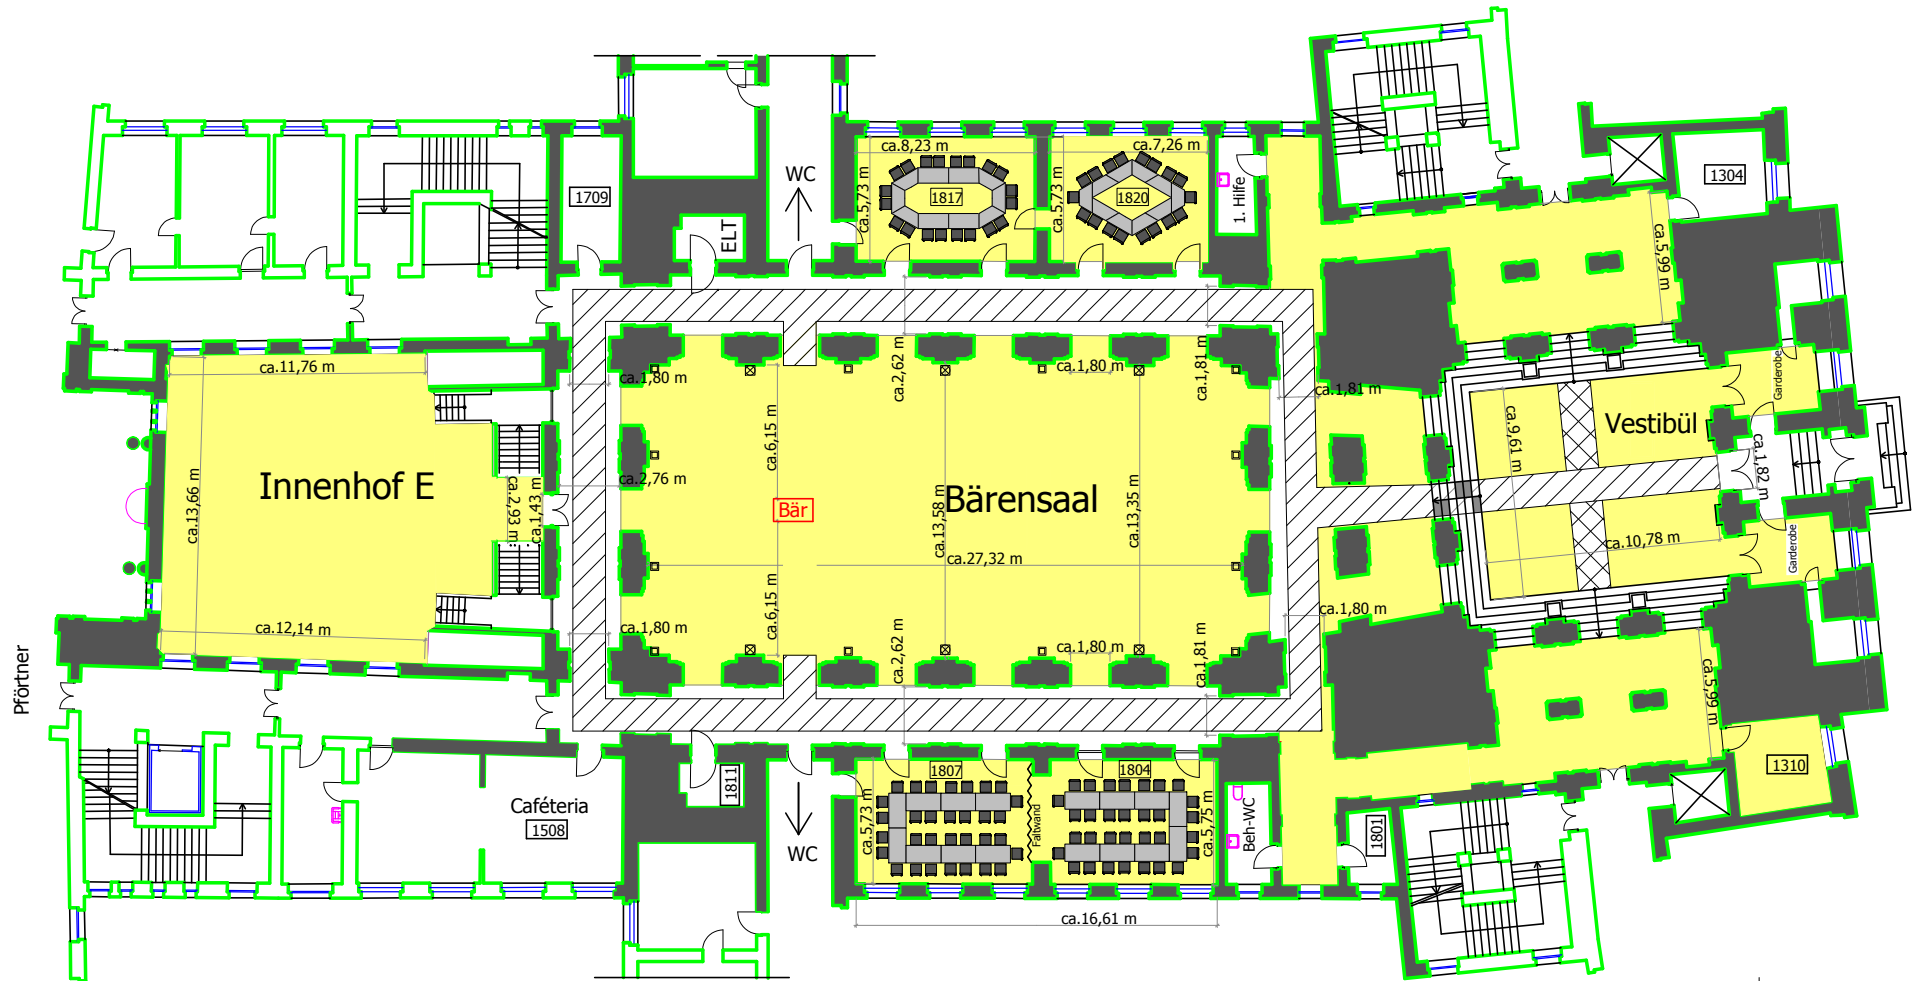 ca.8,23 m
ca.7,26 m
WC
1709
ca.5,73 m
1817
ca.5,73 m
1820
1. Hilfe
1304
ELT
ca.5,99 m
ca.11,76 m
ca.1,80 m
ca.2,62 m
ca.1,80 m
ca.1,81 m
ca.1,81 m
Garderobe
Vestibül
ca.9,61 m
ca.6,15 m
ca.13,66 m
Innenhof E
ca.2,93 m
ca.1,43 m
ca.2,76 m
Bär
Bärensaal
ca.13,58 m
ca.13,35 m
ca.1,82 m
ca.27,32 m
ca.10,78 m
Garderobe
ca.12,14 m
ca.1,80 m
ca.6,15 m
ca.2,62 m
ca.1,80 m
ca.1,81 m
ca.1,80 m
Pförtner
ca.5,99 m
1811
1807
1804
1310
Caféteria
1508
WC
ca.5,73 m
Faltwand
ca.5,75 m
Beh-WC
1801
ca.16,61 m